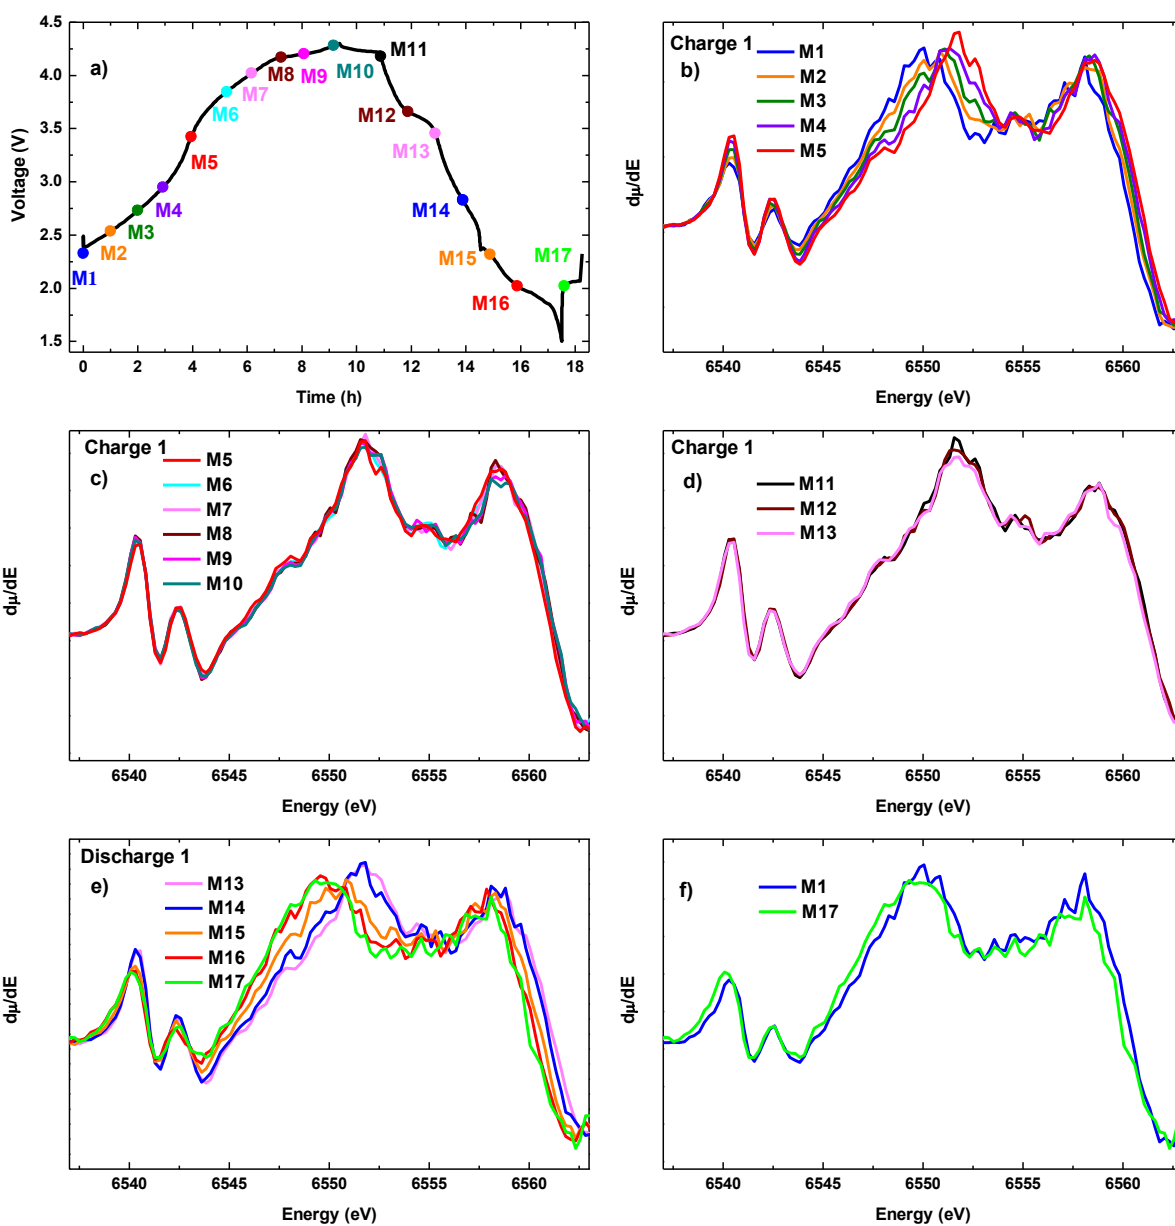 4.5
4.0
3.5
3.0
2.5
2.0
1.5
Voltage (V)
a)
M1
M2
M3
M4
M5
M6
M7
M8
M9
M10
M11
M12
M13
M14
M15
M16
M17
0 2 4 6 8 10 12 14 16 18
Time (h)
Charge 1
b)
M1
M2
M3
M4
M5
dμ/dE
6540 6545 6550 6555 6560
Energy (eV)
Charge 1
c)
M5
M6
M7
M8
M9
M10
dμ/dE
6540 6545 6550 6555 6560
Energy (eV)
Charge 1
d)
M11
M12
M13
dμ/dE
6540 6545 6550 6555 6560
Energy (eV)
Discharge 1
e)
M13
M14
M15
M16
M17
dμ/dE
6540 6545 6550 6555 6560
Energy (eV)
f)
M1
M17
dμ/dE
6540 6545 6550 6555 6560
Energy (eV)